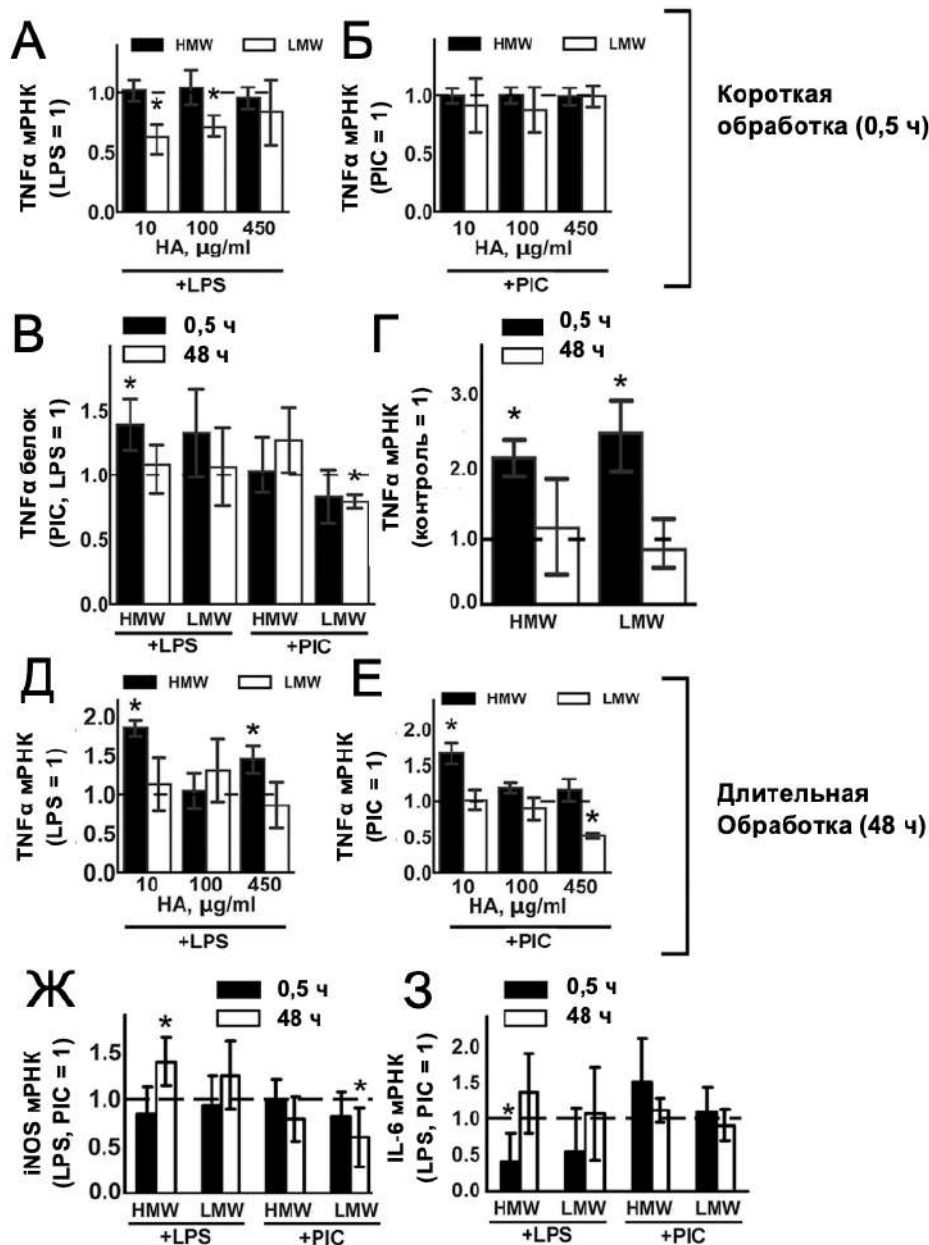 А
HMW
LMW
TNFα мРНК
(LPS = 1)
1.0
0.5
0.0
*
*
10
100
450
HA, μg/ml
+LPS
Б
HMW
LMW
TNFα мРНК
(PIC = 1)
1.0
0.5
0.0
10
100
450
HA, μg/ml
+PIC
Короткая
обработка (0,5 ч)
В
0,5 ч
48 ч
TNFα белок
(PIC, LPS = 1)
1.5
1.0
0.5
0.0
*
*
HMW
LMW
HMW
LMW
+LPS
+PIC
Г
0,5 ч
48 ч
TNFα мРНК
(контроль = 1)
3.0
2.0
1.0
0.0
*
*
HMW
LMW
Д
HMW
LMW
TNFα мРНК
(LPS = 1)
2.0
1.5
1.0
0.5
0.0
*
*
10
100
450
HA, μg/ml
+LPS
Е
HMW
LMW
TNFα мРНК
(PIC = 1)
2.0
1.5
1.0
0.5
0.0
*
*
10
100
450
HA, μg/ml
+PIC
Длительная
Обработка (48 ч)
Ж
0,5 ч
48 ч
iNOS мРНК
(LPS, PIC = 1)
1.5
1.0
0.5
0.0
*
*
HMW
LMW
HMW
LMW
+LPS
+PIC
З
0,5 ч
48 ч
IL-6 мРНК
(LPS, PIC = 1)
2.0
1.5
1.0
0.5
0.0
*
HMW
LMW
HMW
LMW
+LPS
+PIC